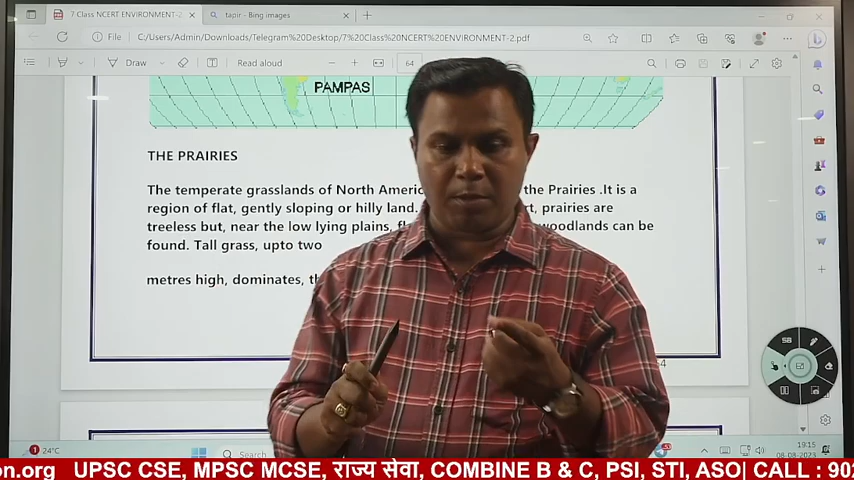 7 Class NCERT ENVIRONMENT-2
tapir - Bing images
File
C:/Users/Admin/Downloads/Telegram%20Desktop/7%20Class%20NCERT%20ENVIRONMENT-2.pdf
Draw
Read aloud
64
PAMPAS
THE PRAIRIES
The temperate grasslands of North Americ the Prairies .It is a
region of flat, gently sloping or hilly land. prairies are
treeless but, near the low lying plains, woodlands can be
found. Tall grass, upto two
metres high, dominates,
SB
24°C
Search
19:15
08-08-2023
on.org UPSC CSE, MPSC MCSE, राज्य सेवा, COMBINE B & C, PSI, STI, ASO| CALL : 902